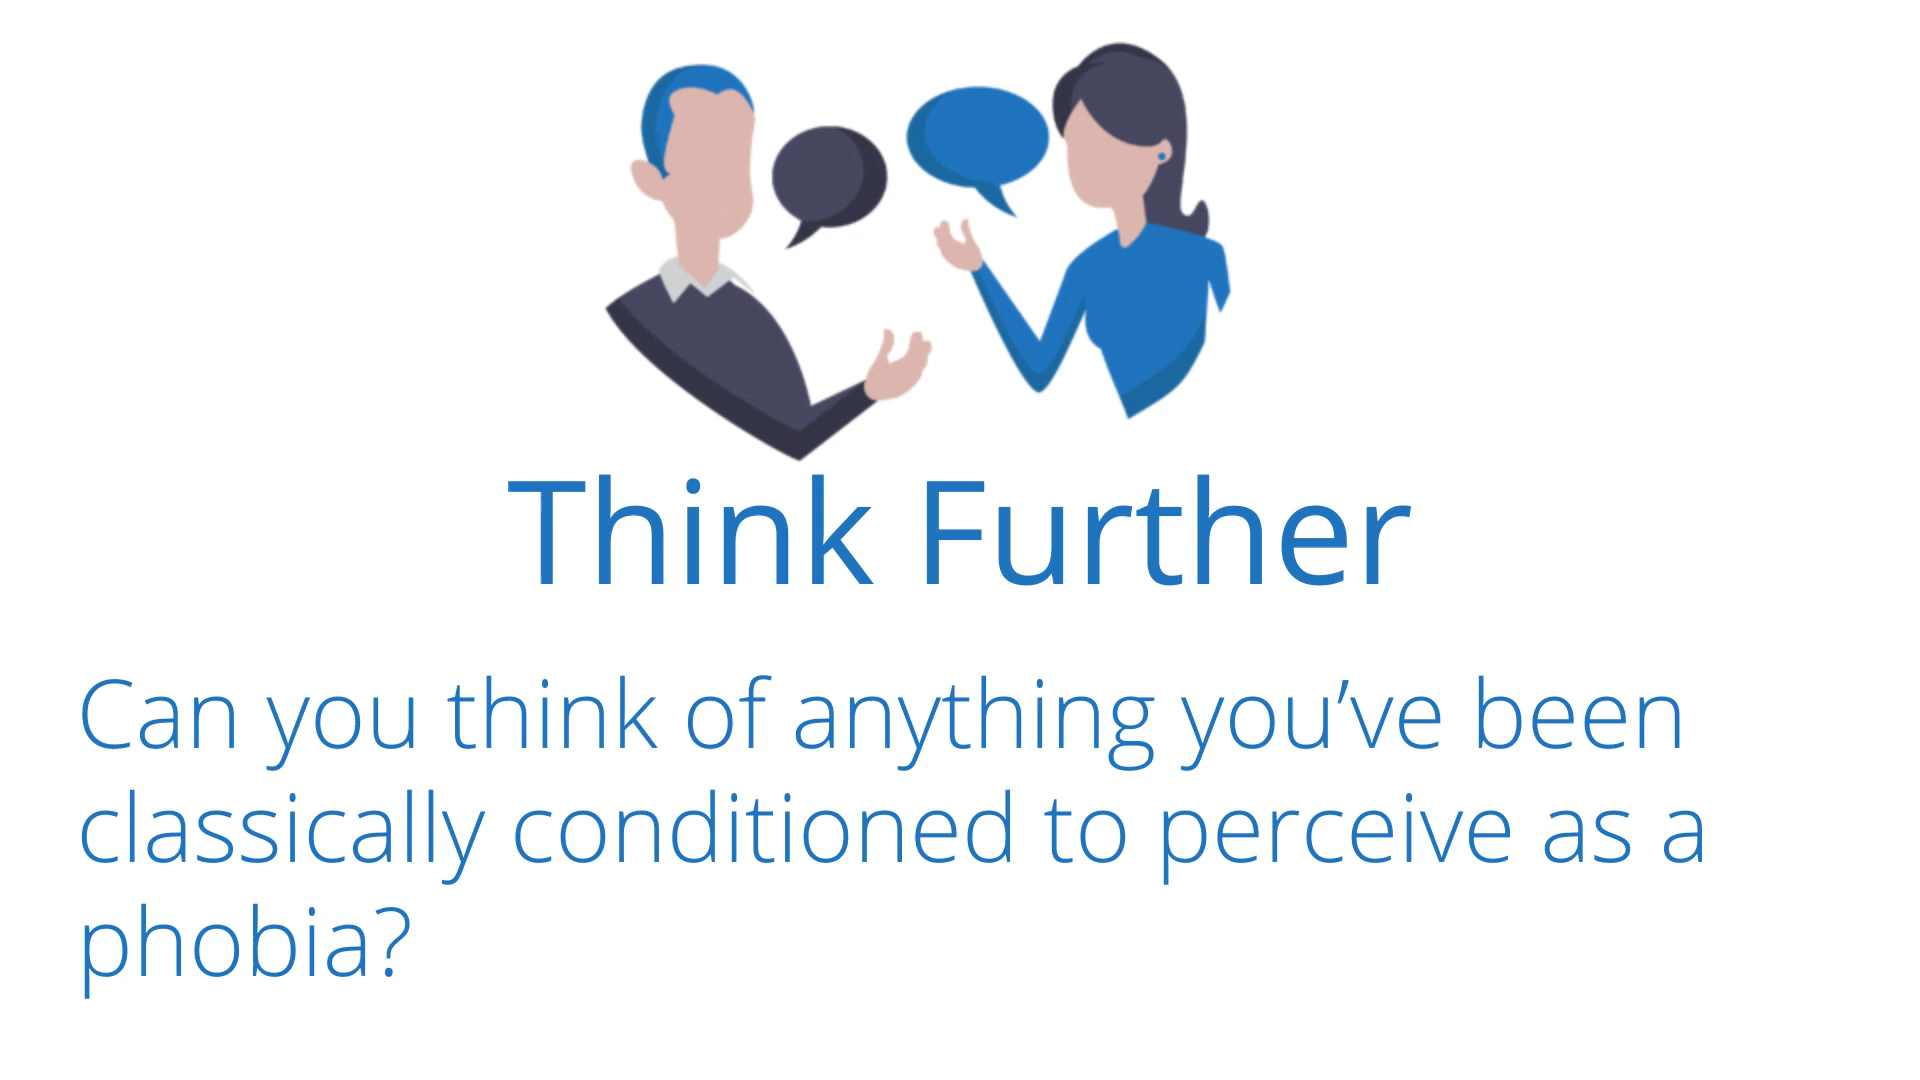 Think Further
Can you think of anything you’ve been
classically conditioned to perceive as a
phobia?